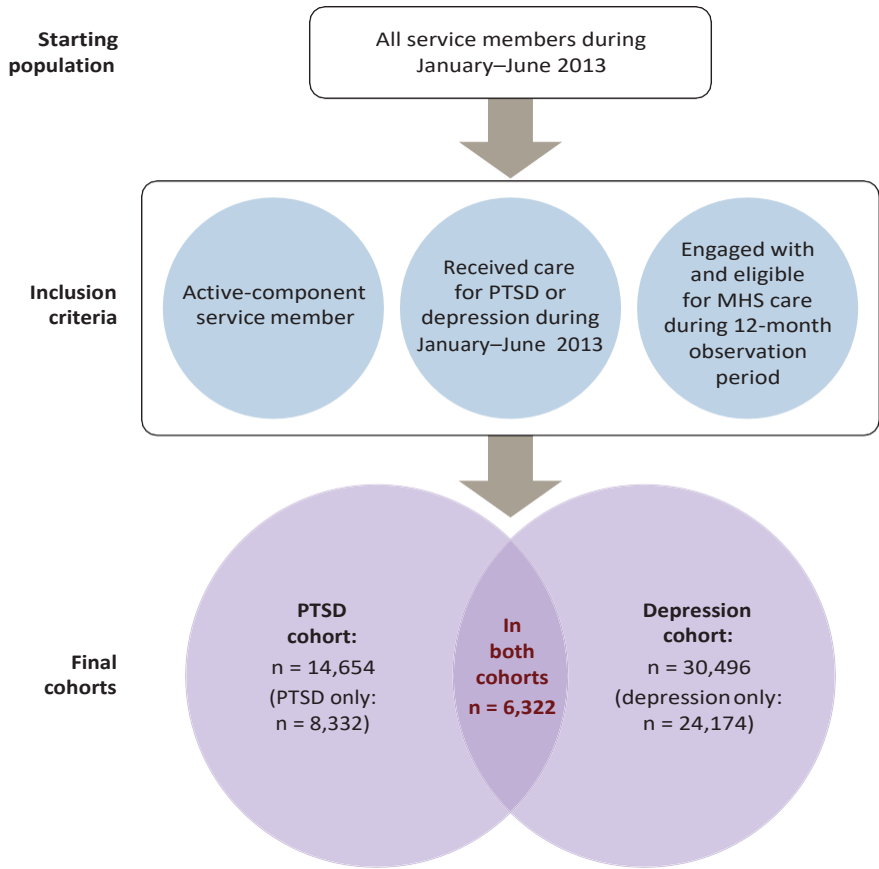 Starting
population
All service members during
January–June 2013
Inclusion
criteria
Active-component
service member
Received care
for PTSD or
depression during
January–June 2013
Engaged with
and eligible
for MHS care
during 12-month
observation
period
Final
cohorts
PTSD
cohort:
n = 14,654
(PTSD only:
n = 8,332)
In
both
cohorts
n = 6,322
Depression
cohort:
n = 30,496
(depression only:
n = 24,174)